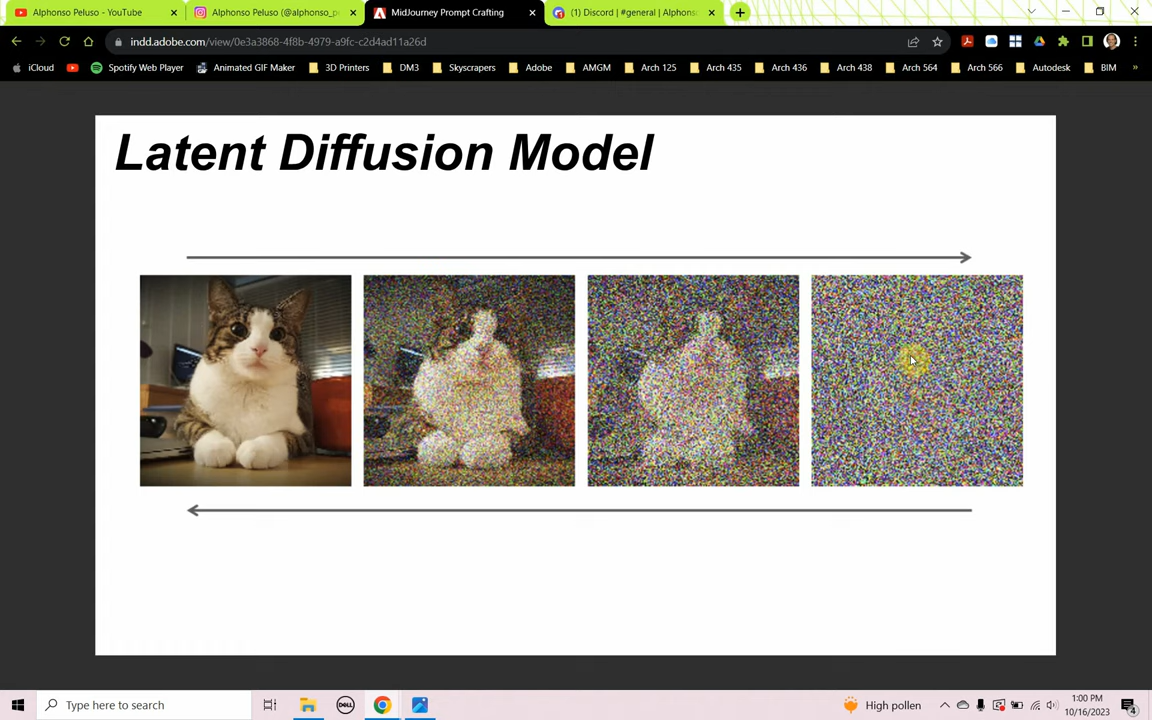 Alphonso Peluso - YouTube
Instagram Alphonso Peluso (@alphonso_p
MidJourney Prompt Crafting
(1) Discord | #general | Alphons
indd.adobe.com/view/0e3a3868-4f8b-4979-a9fc-c2d4ad11a26d
iCloud
Spotify Web Player
Animated GIF Maker
3D Printers
DM3
Skyscrapers
Adobe
AMGM
Arch 125
Arch 435
Arch 436
Arch 438
Arch 564
Arch 566
Autodesk
BIM
»
Latent Diffusion Model
Type here to search
DELL
High pollen
1:00 PM
10/16/2023
4